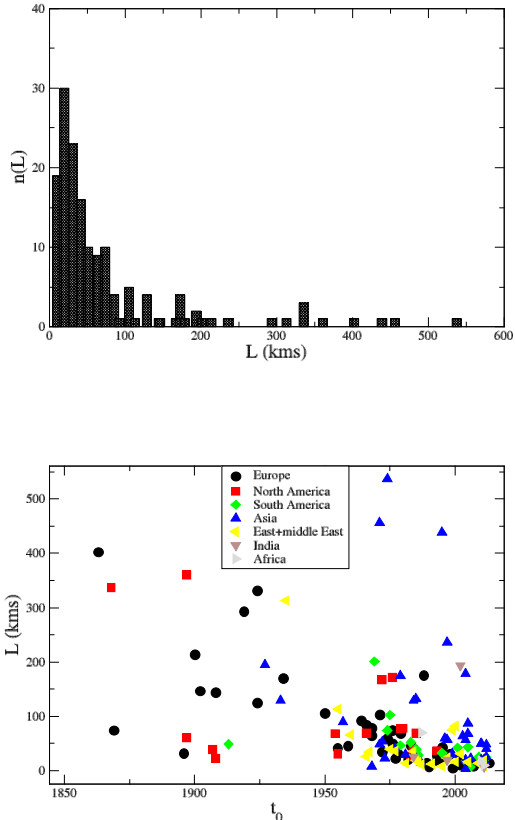 40
30
n(L)
20
10
0
0 100 200 300 400 500 600
L (kms)
Europe
North America
South America
Asia
East+middle East
India
Africa
500
400
L (kms)
300
200
100
0
1850 1900 1950 2000
t0